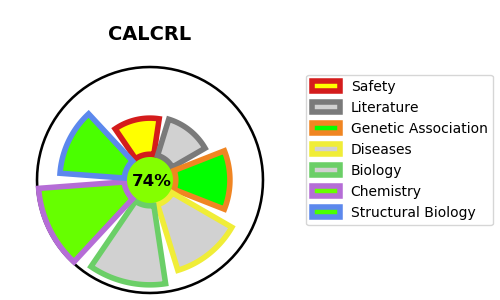 CALCRL
74%
Safety
Literature
Genetic Association
Diseases
Biology
Chemistry
Structural Biology